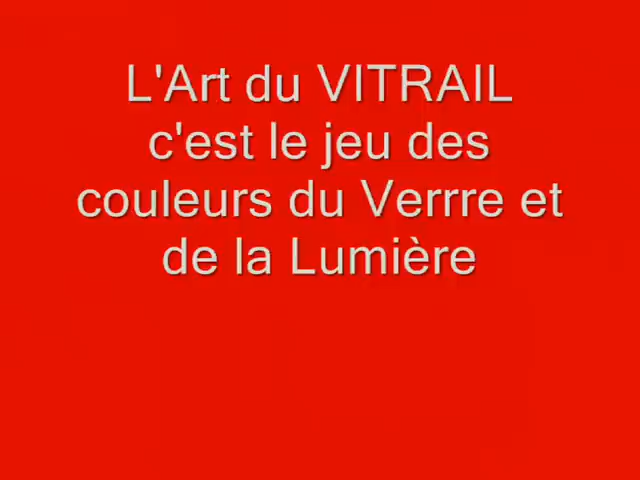 L'Art du VITRAIL
c'est le jeu des
couleurs du Verrre et
de la Lumière